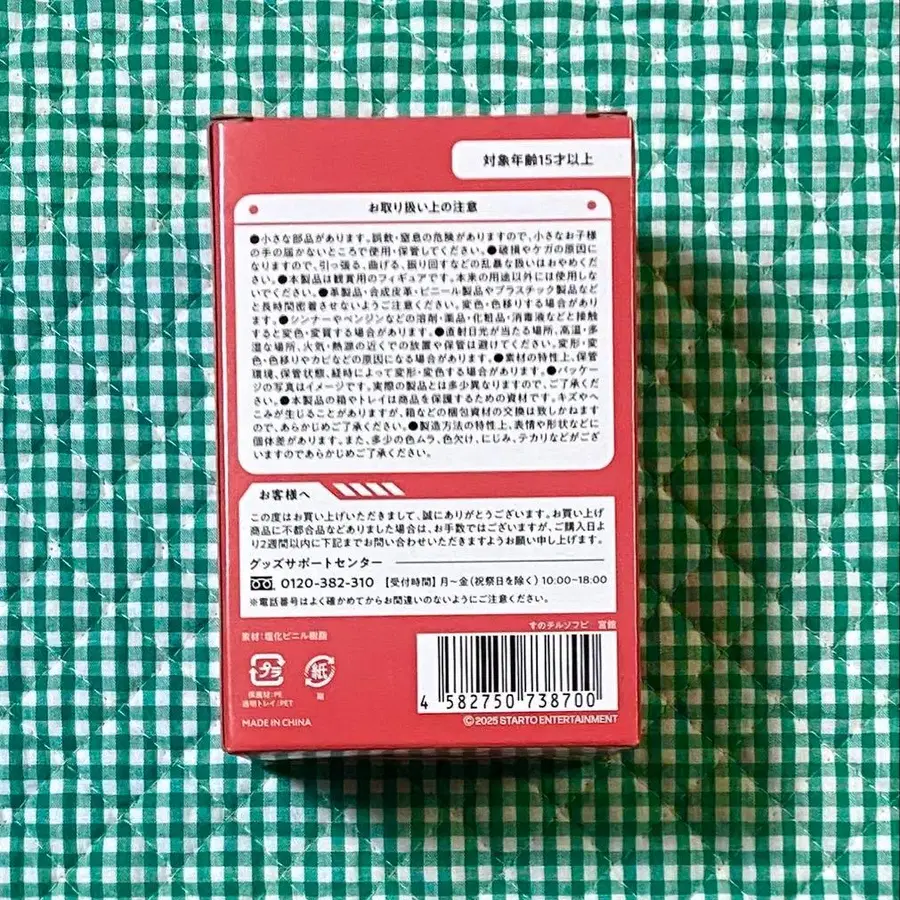 対象年齢15才以上
お取り扱い上の注意
●小さな部品があります。誤飲・窒息の危険がありますので、小さなお子様
の手の届かないところで使用・保管してください。●破損やケガの原因に
なりますので、引っ張る、曲げる、振り回すなどの乱暴な扱いはおやめくだ
さい。●本製品は観賞用のフィギュアです。本来の用途以外には使用しな
いでください。●革製品・合成皮革・ビニール製品やプラスチック製品など
と長時間密着させないようご注意ください。変色・色移りする場合があり
ます。●シンナーやベンジンなどの溶剤・薬品・化粧品・消毒液などと接触
すると変色・変質する場合があります。●直射日光が当たる場所、高温・多
湿な場所、火気・熱源の近くでの放置や保管は避けてください。変形・変
色・色移りやカビなどの原因になる場合があります。●素材の特性上、保管
環境、保管状態、経時によって変形・変色する場合があります。●パッケー
ジの写真はイメージです。実際の製品とは多少異なりますので、ご了承くだ
さい。●本製品の箱やトレイは商品を保護するための資材です。キズやへ
こみが生じることがありますが、箱などの梱包資材の交換は致しかねます
ので、あらかじめご了承ください。●製造方法の特性上、表情や形状などに
個体差があります。また、多少の色ムラ、色欠け、にじみ、テカリなどがござ
いますのであらかじめご了承ください。
お客様へ
この度はお買い上げいただきまして、誠にありがとうございます。お買い上げ
商品に不都合品などありました場合は、お手数ではございますが、ご購入日よ
り2週間以内に下記までお問い合わせいただきますようお願い申し上げます。
グッズサポートセンター
0120-382-310 【受付時間】月～金(祝祭日を除く)10:00~18:00
※電話番号はよく確かめてからお間違いのないようにご注意ください。
素材:塩化ビニル樹脂
すのチルソフビ 宮舘
プラ
紙
保護材:PE
透明トレイ:PET
箱
4 582750 738700
MADE IN CHINA
©2025 STARTO ENTERTAINMENT